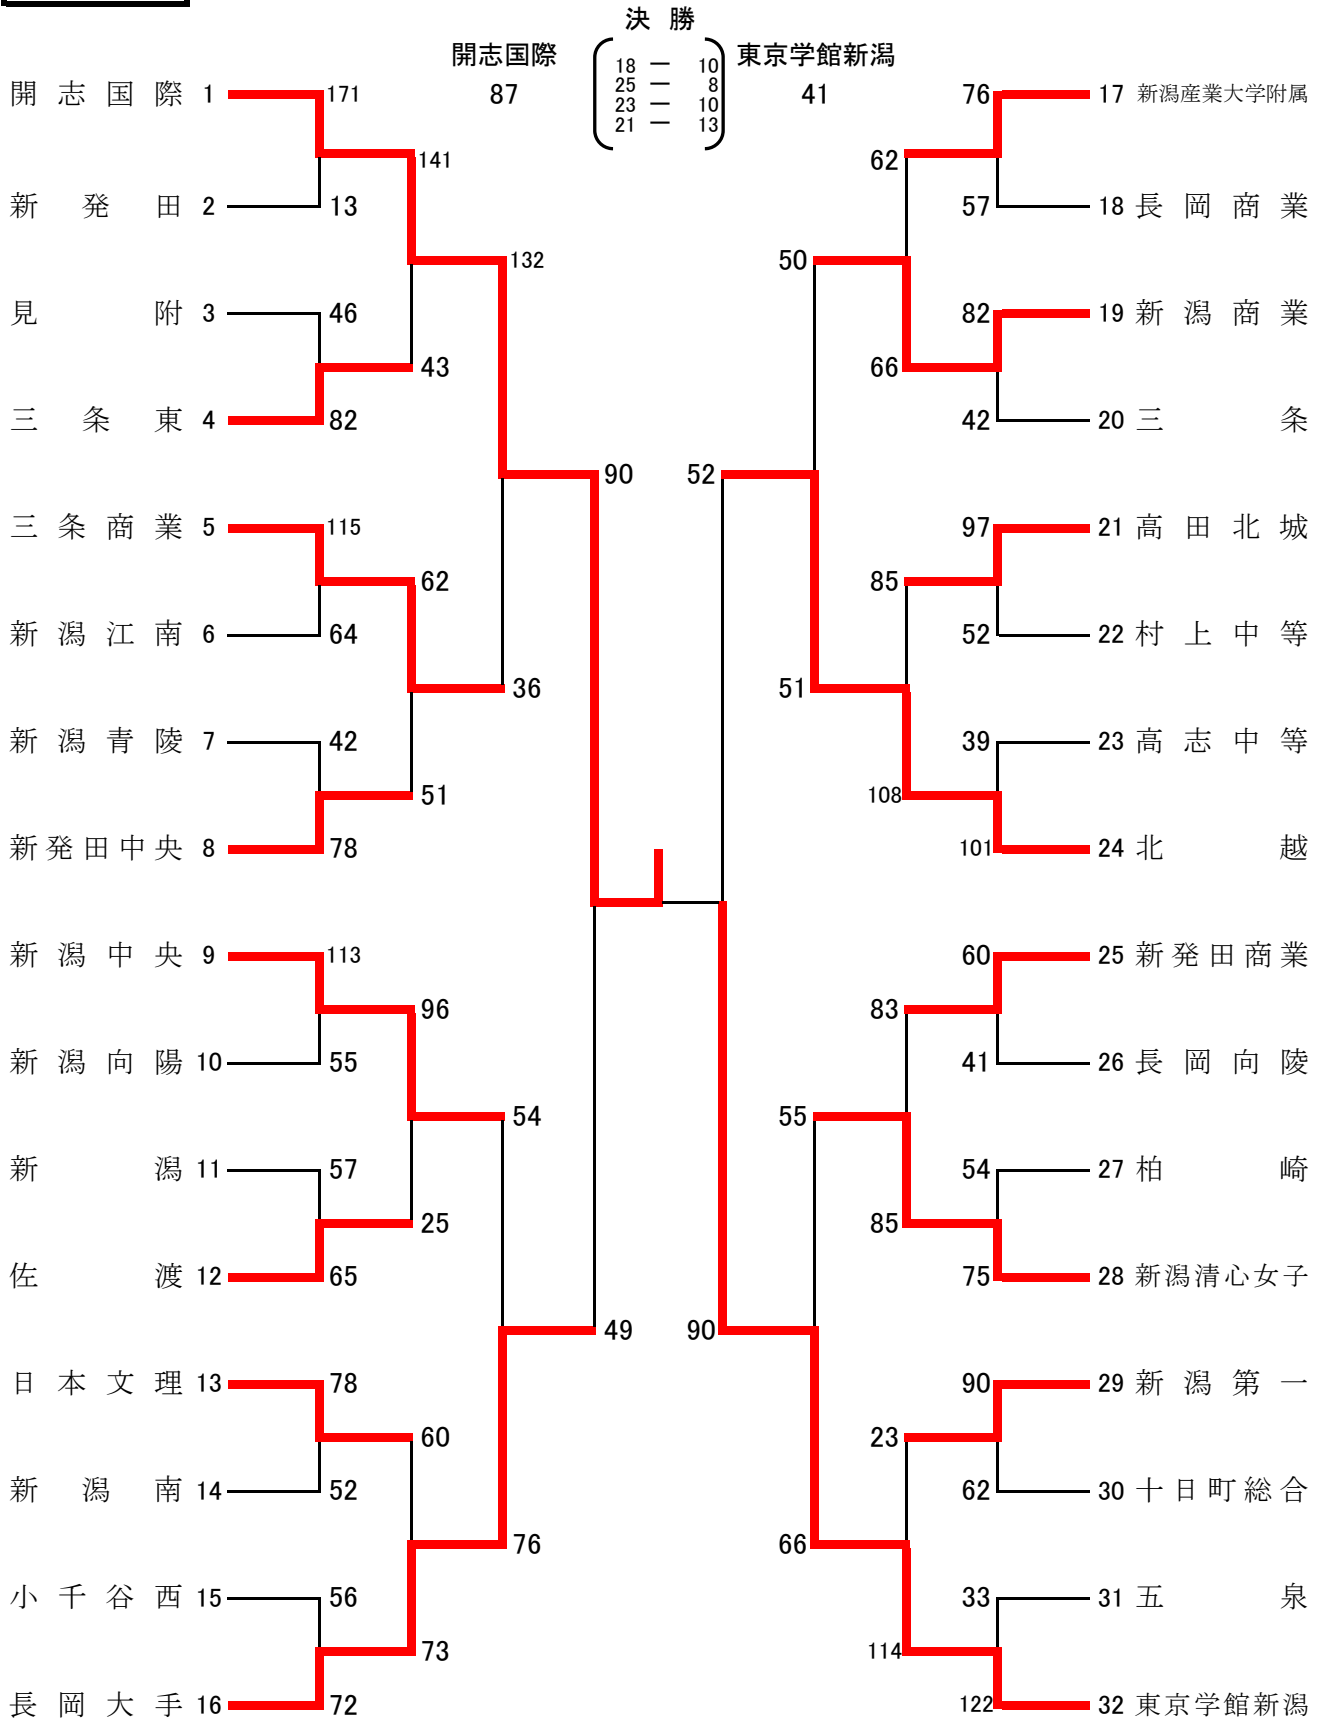 決 勝
開志国際 東京学館新潟
87 41
18 ― 10
25 ― 8
23 ― 10
21 ― 13
開志国際 1 171
新発田 2 13
141
見附 3 46
三条東 4 82
43
132
三条商業 5 115
新潟江南 6 64
62
新潟青陵 7 42
新発田中央 8 78
51
36
90
新潟中央 9 113
新潟向陽 10 55
96
新潟 11 57
佐渡 12 65
25
54
日本文理 13 78
新潟南 14 52
60
小千谷西 15 56
長岡大手 16 72
73
76
49
76 17 新潟産業大学附属
57 18 長岡商業
62
82 19 新潟商業
42 20 三条
66
50
97 21 高田北城
52 22 村上中等
85
39 23 高志中等
101 24 北越
108
51
52
60 25 新発田商業
41 26 長岡向陵
83
54 27 柏崎
75 28 新潟清心女子
85
55
90 29 新潟第一
62 30 十日町総合
23
33 31 五泉
122 32 東京学館新潟
114
66
90